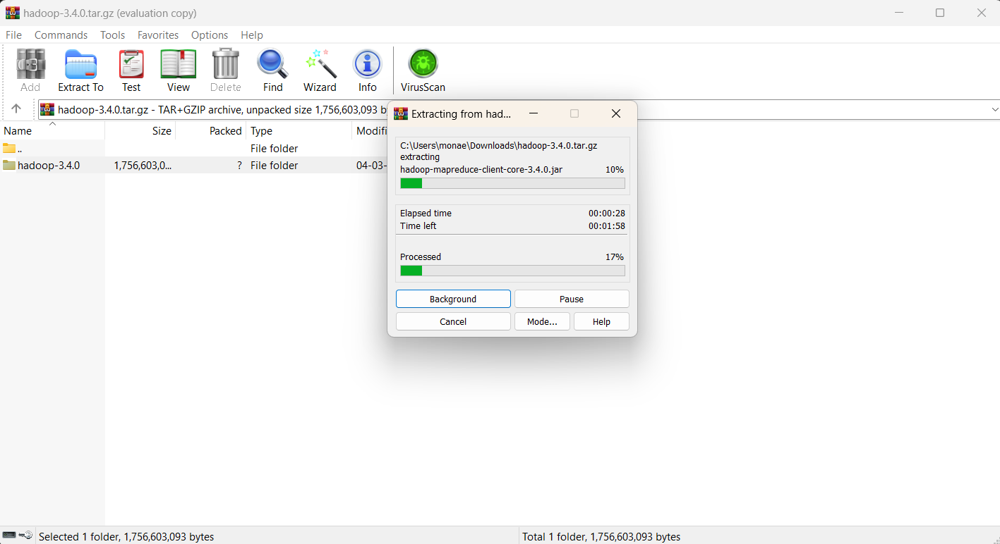 hadoop-3.4.0.tar.gz (evaluation copy)
File Commands Tools Favorites Options Help
Add Extract To Test View Delete Find Wizard Info VirusScan
hadoop-3.4.0.tar.gz - TAR+GZIP archive, unpacked size 1,756,603,093 b
Name Size Packed Type Modifi
.. File folder
hadoop-3.4.0 1,756,603,0... ? File folder 04-03-
Extracting from had...
C:\Users\monae\Downloads\hadoop-3.4.0.tar.gz
extracting
hadoop-mapreduce-client-core-3.4.0.jar 10%
Elapsed time 00:00:28
Time left 00:01:58
Processed 17%
Background Pause
Cancel Mode... Help
Selected 1 folder, 1,756,603,093 bytes Total 1 folder, 1,756,603,093 bytes